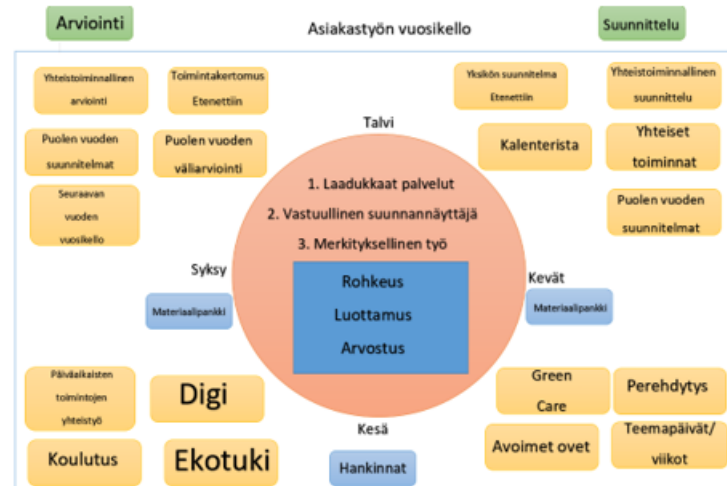 Arviointi
Asiakastyön vuosikello
Suunnittelu
Yhteistoiminnallinen
arviointi
Toimintakertomus
Etenettiin
Yksikön suunnitelma
Etenettiin
Yhteistoiminnallinen
suunnittelu
Puolen vuoden
suunnitelmat
Puolen vuoden
väliarviointi
Talvi
Kalenterista
Yhteiset
toiminnat
Seuraavan
vuoden
vuosikello
1. Laadukkaat palvelut
2. Vastuullinen suunnannäyttäjä
3. Merkityksellinen työ
Puolen vuoden
suunnitelmat
Syksy
Materiaalipankki
Rohkeus
Luottamus
Arvostus
Kevät
Materiaalipankki
Päiväaikaisten
toimintojen
yhteistyö
Digi
Koulutus
Ekotuki
Kesä
Hankinnat
Green
Care
Perehdytys
Avoimet ovet
Teemapäivät/
viikot